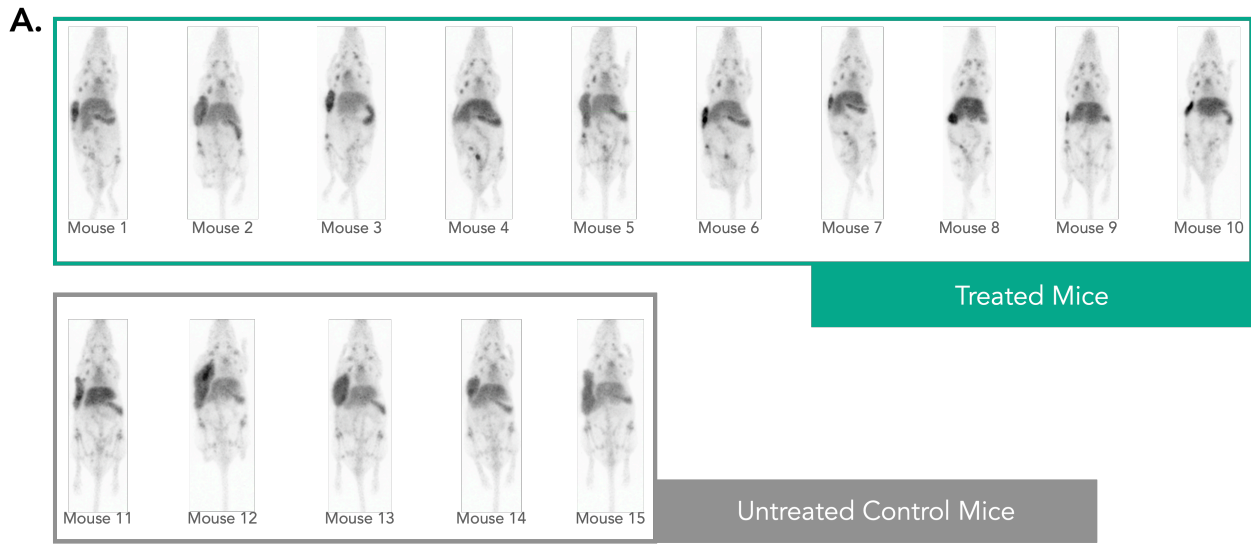 A.
Mouse 1 Mouse 2 Mouse 3 Mouse 4 Mouse 5 Mouse 6 Mouse 7 Mouse 8 Mouse 9 Mouse 10
Treated Mice
Mouse 11 Mouse 12 Mouse 13 Mouse 14 Mouse 15
Untreated Control Mice